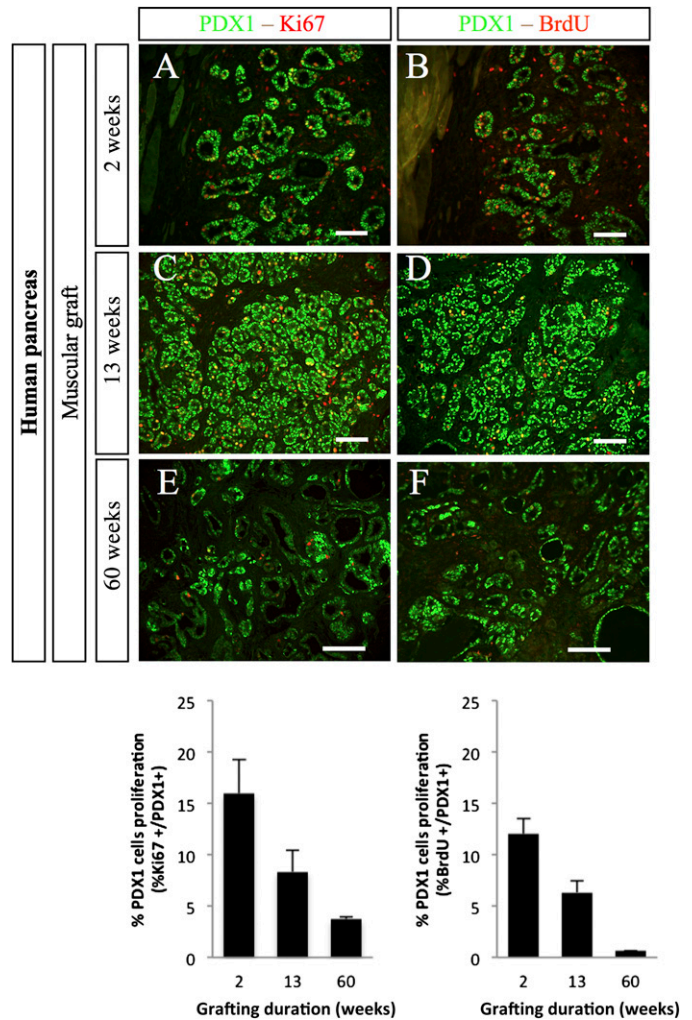 PDX1 – Ki67
PDX1 – BrdU
Human pancreas
Muscular graft
2 weeks
A
B
13 weeks
C
D
60 weeks
E
F
% PDX1 cells proliferation
(%Ki67 +/PDX1+)
25
20
15
10
5
0
2 13 60
Grafting duration (weeks)
% PDX1 cells proliferation
(%BrdU +/PDX1+)
25
20
15
10
5
0
2 13 60
Grafting duration (weeks)